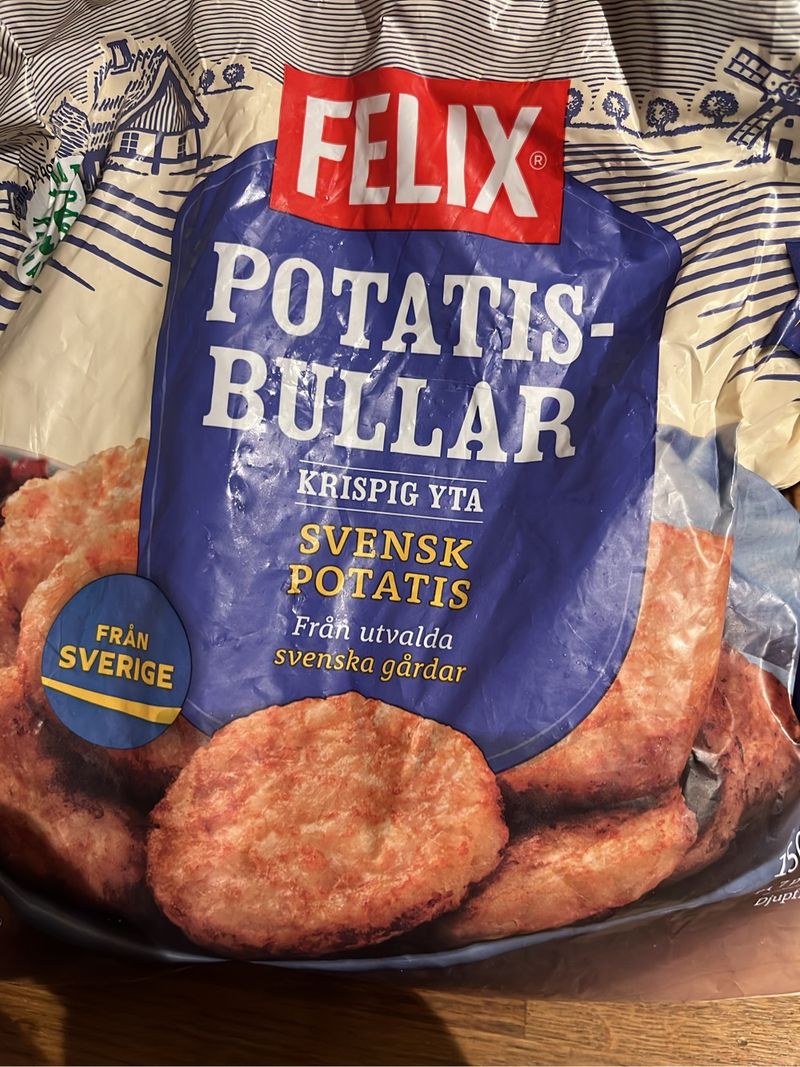 FELIX®
POTATIS-
BULLAR
KRISPIG YTA
SVENSK
POTATIS
Från utvalda
svenska gårdar
FRÅN
SVERIGE